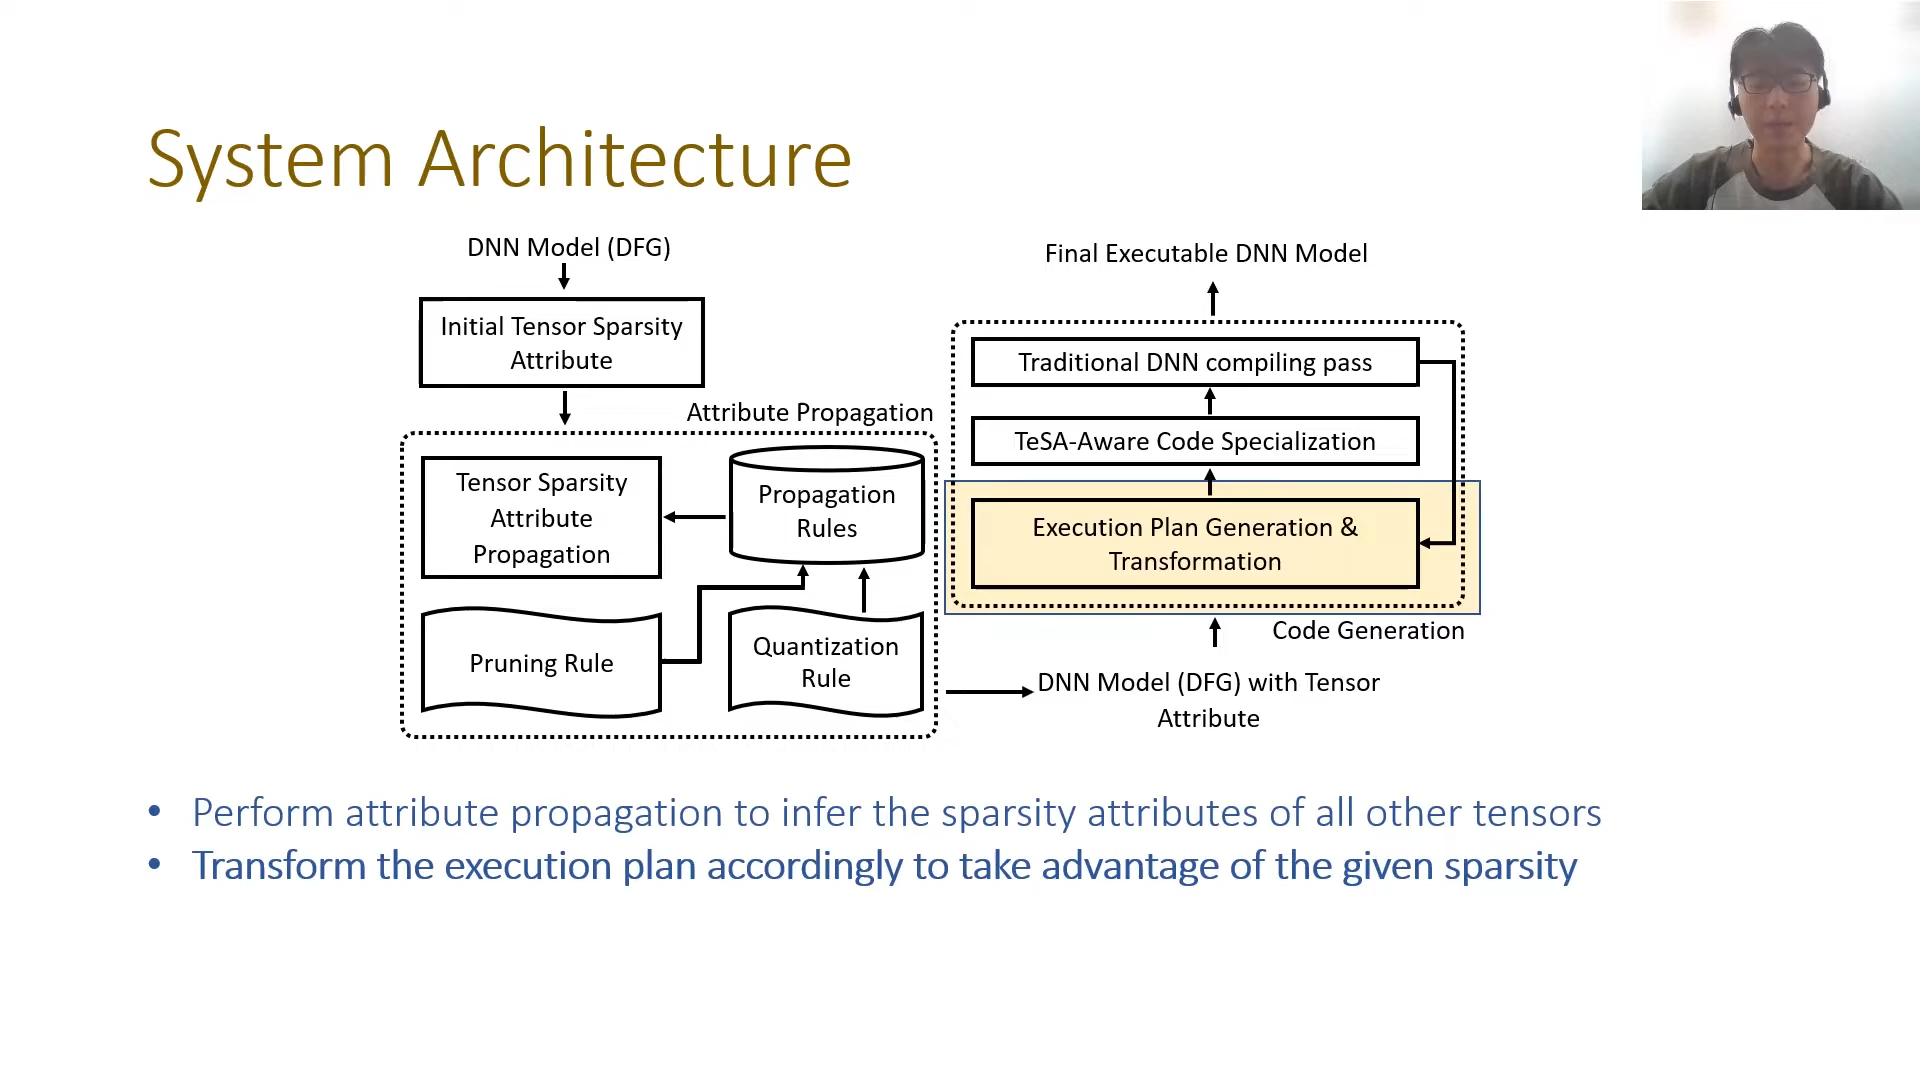 System Architecture
DNN Model (DFG)
Initial Tensor Sparsity
Attribute
Attribute Propagation
Tensor Sparsity
Attribute
Propagation
Propagation
Rules
Pruning Rule
Quantization
Rule
Final Executable DNN Model
Traditional DNN compiling pass
TeSA-Aware Code Specialization
Execution Plan Generation &
Transformation
Code Generation
DNN Model (DFG) with Tensor
Attribute
• Perform attribute propagation to infer the sparsity attributes of all other tensors
• Transform the execution plan accordingly to take advantage of the given sparsity